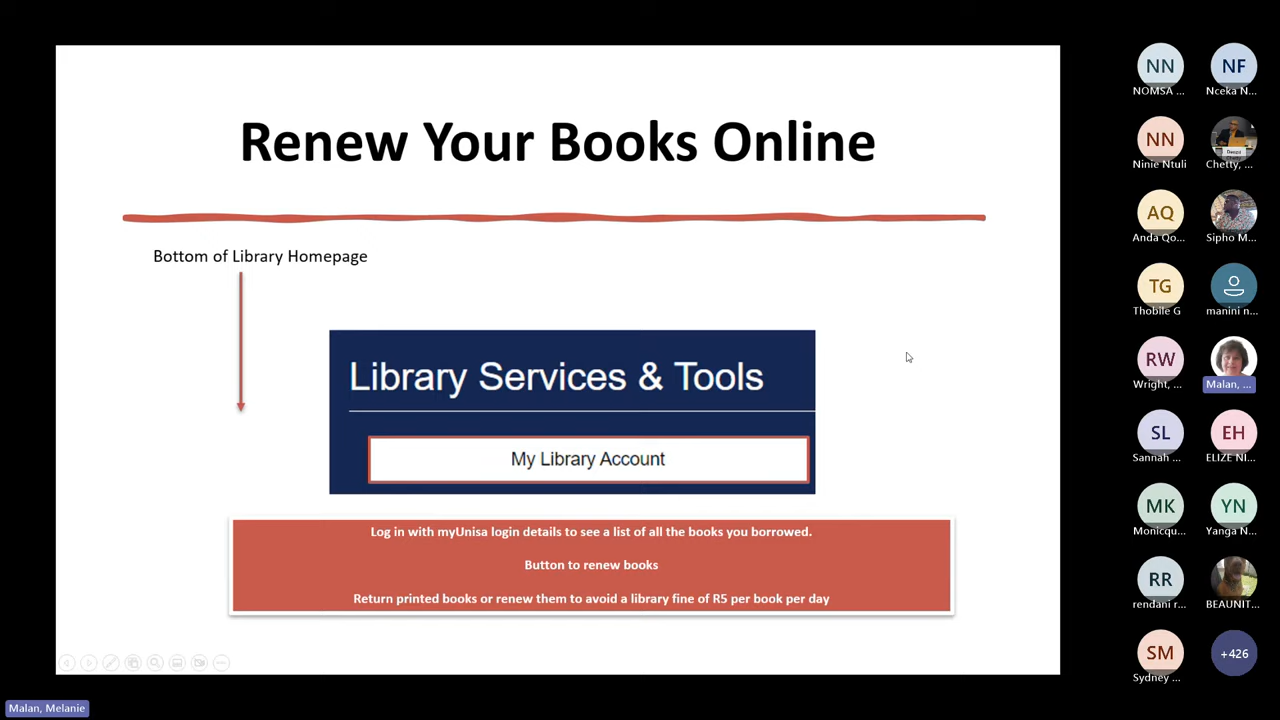 Renew Your Books Online
Bottom of Library Homepage
Library Services & Tools
My Library Account
Log in with myUnisa login details to see a list of all the books you borrowed.
Button to renew books
Return printed books or renew them to avoid a library fine of R5 per book per day
NN
NOMSA ...
NF
Nceka N...
NN
Ninie Ntuli
Chetty, ...
AQ
Anda Qo...
Sipho M...
TG
Thobile G
manini n...
RW
Wright, ...
Malan, ...
SL
Sannah ...
EH
ELIZE NI...
MK
Monicqu...
YN
Yanga N...
RR
rendani r...
BEAUNIT...
SM
Sydney ...
+426
Malan, Melanie